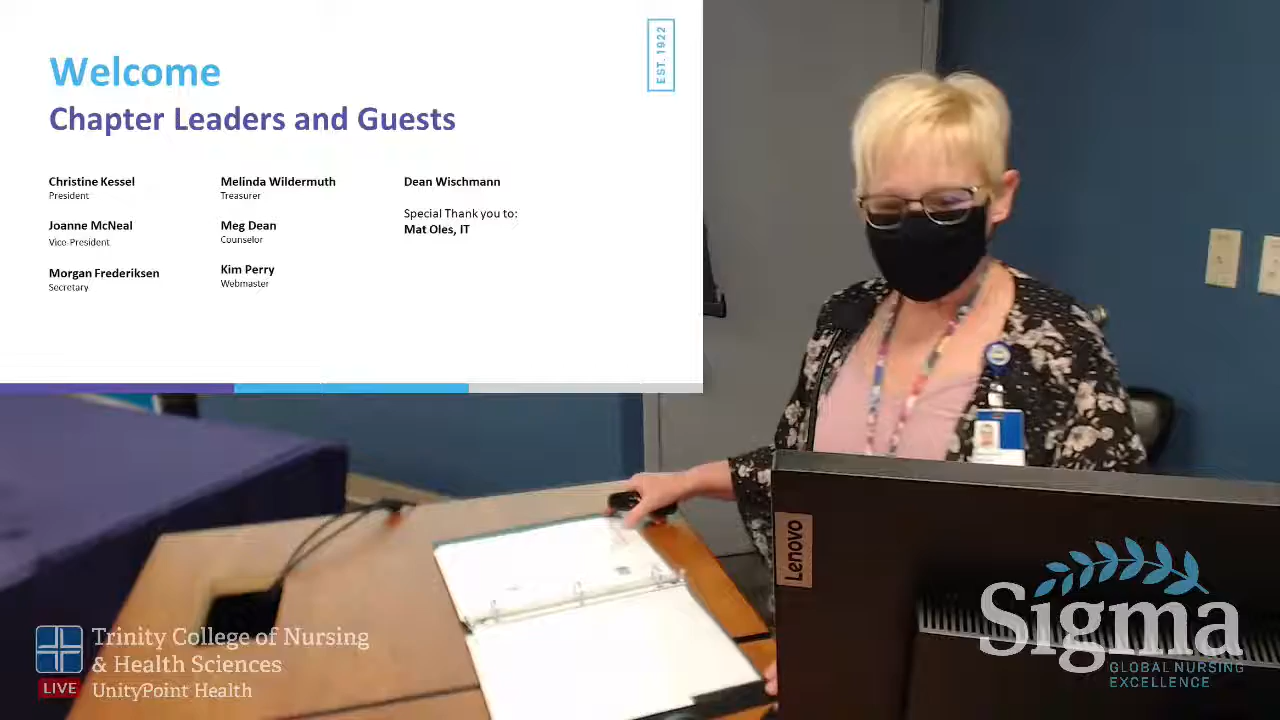 Welcome
Chapter Leaders and Guests
EST. 1922
Christine Kessel
President
Joanne McNeal
Vice-President
Morgan Frederiksen
Secretary
Melinda Wildermuth
Treasurer
Meg Dean
Counselor
Kim Perry
Webmaster
Dean Wischmann
Special Thank you to:
Mat Oles, IT
Lenovo
Trinity College of Nursing
& Health Sciences
LIVE
UnityPoint Health
Sigma
GLOBAL NURSING
EXCELLENCE